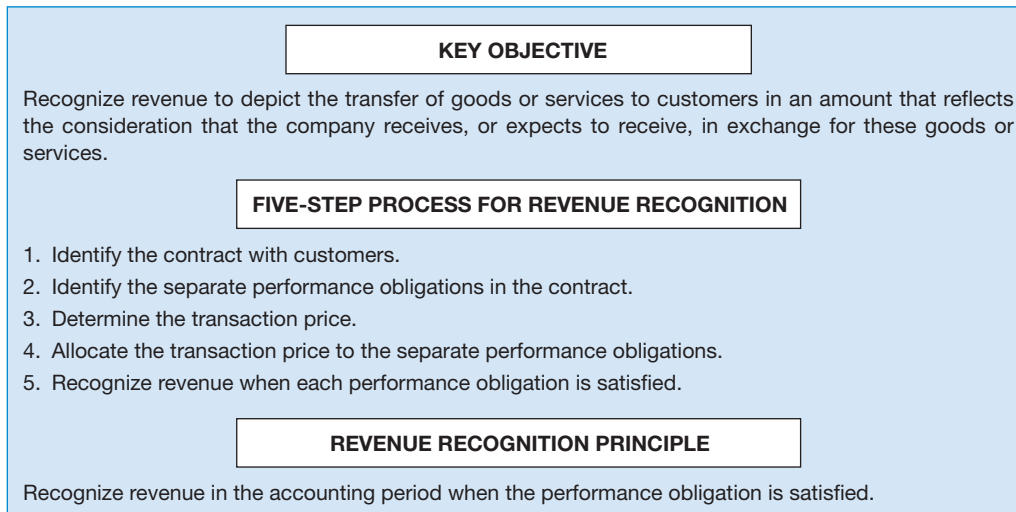 KEY OBJECTIVE
Recognize revenue to depict the transfer of goods or services to customers in an amount that reflects
the consideration that the company receives, or expects to receive, in exchange for these goods or
services.
FIVE-STEP PROCESS FOR REVENUE RECOGNITION
1. Identify the contract with customers.
2. Identify the separate performance obligations in the contract.
3. Determine the transaction price.
4. Allocate the transaction price to the separate performance obligations.
5. Recognize revenue when each performance obligation is satisfied.
REVENUE RECOGNITION PRINCIPLE
Recognize revenue in the accounting period when the performance obligation is satisfied.